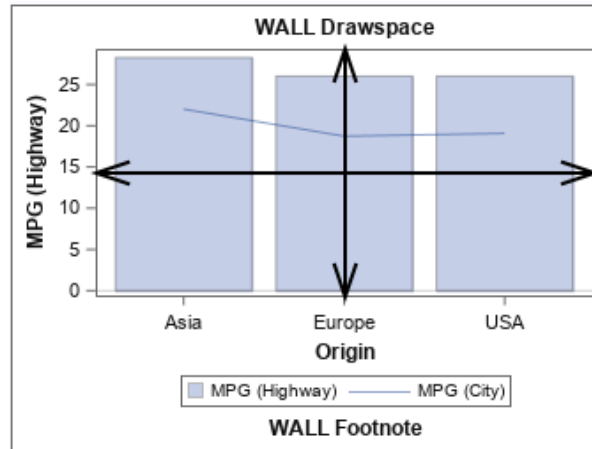 WALL Drawspace
MPG (Highway)
25
20
15
10
5
0
Asia Europe USA
Origin
MPG (Highway) MPG (City)
WALL Footnote